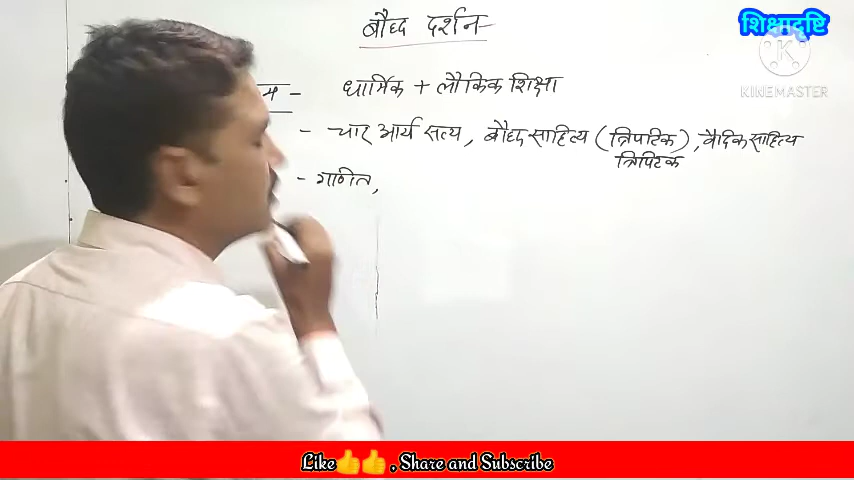 बौद्ध दर्शन
शिक्षादृष्टि
K
KINEMASTER
म - धार्मिक + लौकिक शिक्षा
- चार आर्य सत्य, बौद्ध साहित्य (त्रिपटिक), वैदिक साहित्य
त्रिपिटक
- गणित,
Like👍👍 , Share and Subscribe